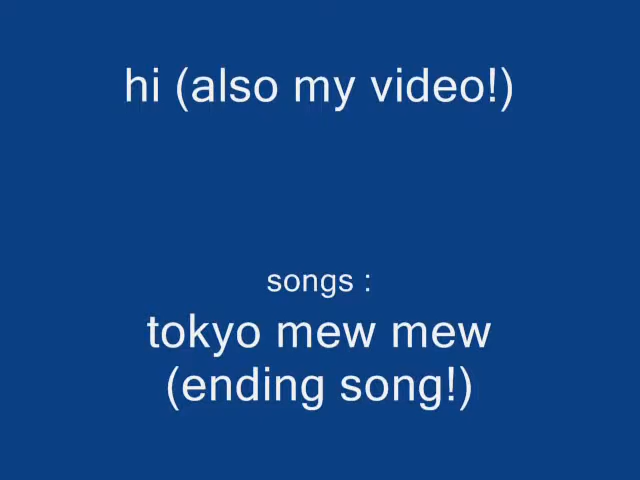 hi (also my video!)
songs :
tokyo mew mew
(ending song!)